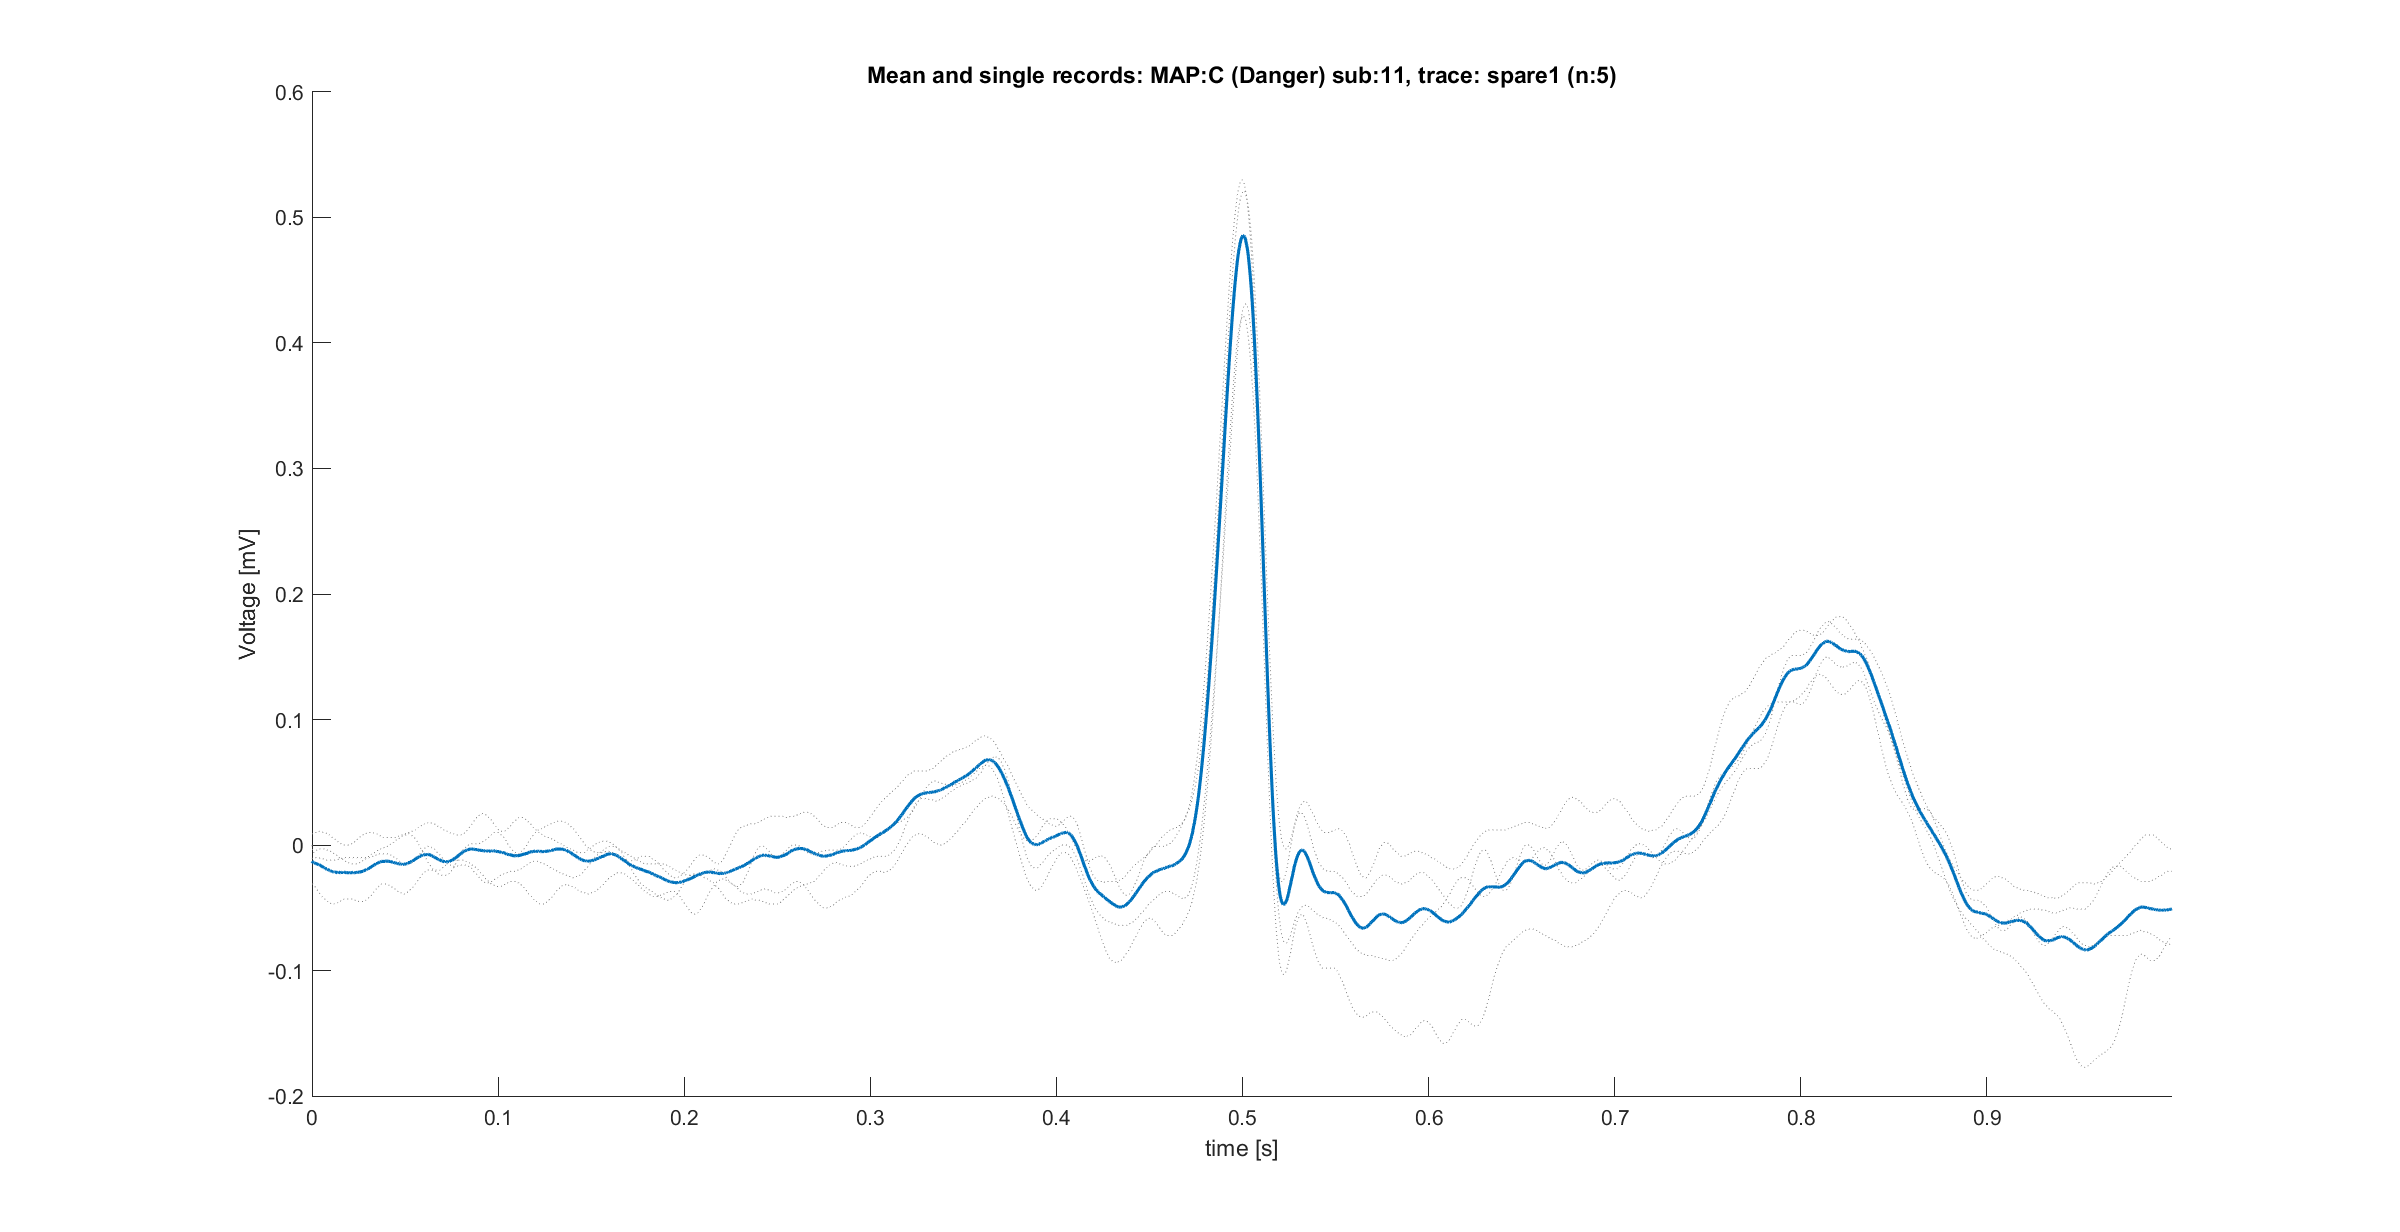 Mean and single records: MAP:C (Danger) sub:11, trace: spare1 (n:5)
0.6
0.5
0.4
0.3
0.2
0.1
0
-0.1
-0.2
Voltage [mV]
0 0.1 0.2 0.3 0.4 0.5 0.6 0.7 0.8 0.9
time [s]